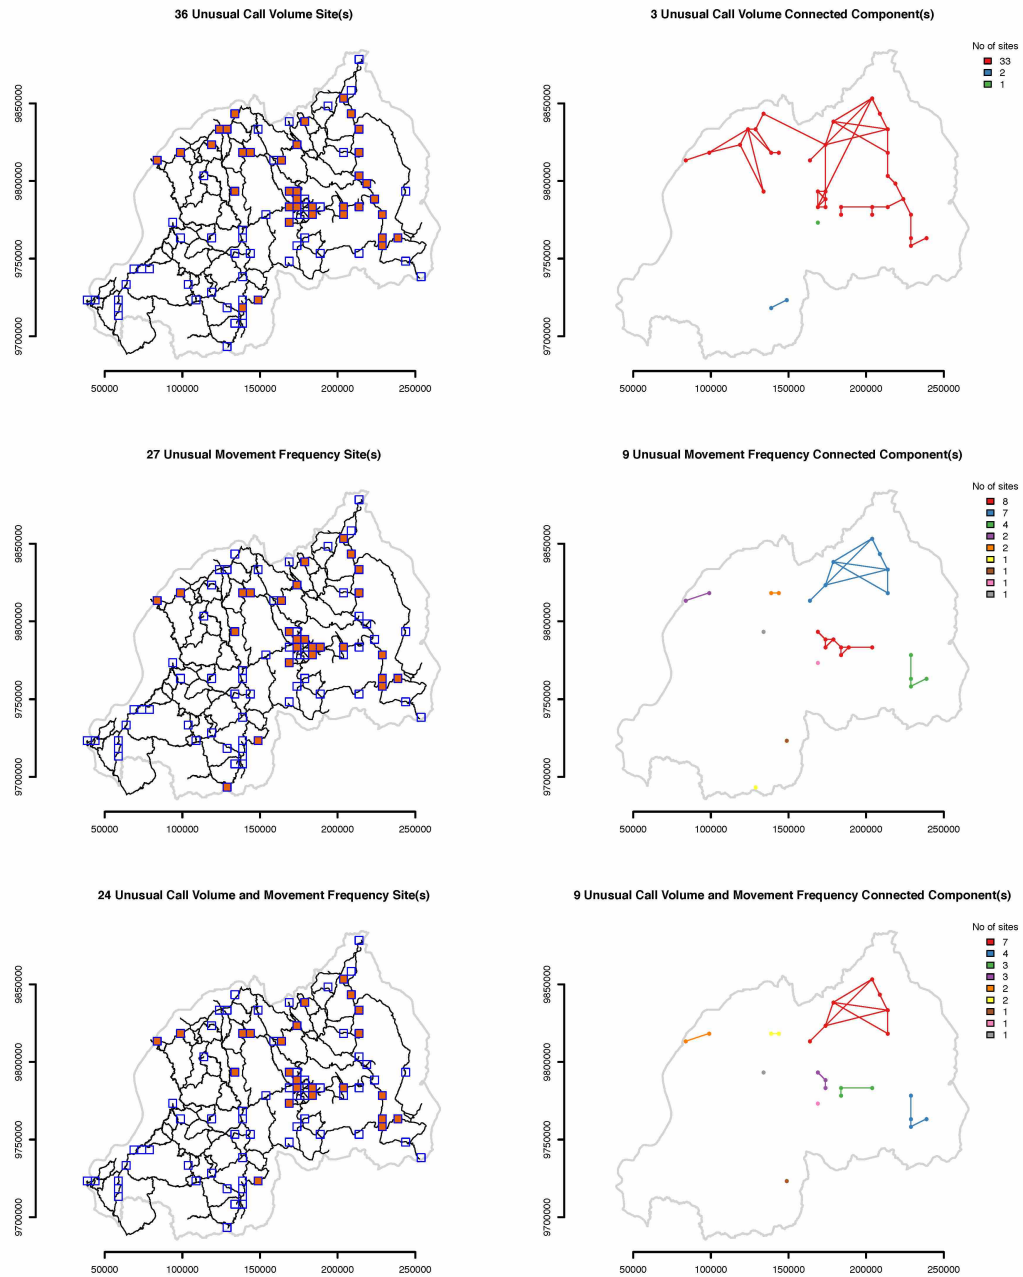 36 Unusual Call Volume Site(s)
9700000 9750000 9800000 9850000
50000 100000 150000 200000 250000
3 Unusual Call Volume Connected Component(s)
No of sites
33
2
1
9700000 9750000 9800000 9850000
50000 100000 150000 200000 250000
27 Unusual Movement Frequency Site(s)
9700000 9750000 9800000 9850000
50000 100000 150000 200000 250000
9 Unusual Movement Frequency Connected Component(s)
No of sites
8
7
4
2
2
1
1
1
1
9700000 9750000 9800000 9850000
50000 100000 150000 200000 250000
24 Unusual Call Volume and Movement Frequency Site(s)
9700000 9750000 9800000 9850000
50000 100000 150000 200000 250000
9 Unusual Call Volume and Movement Frequency Connected Component(s)
No of sites
7
4
3
3
2
2
1
1
1
9700000 9750000 9800000 9850000
50000 100000 150000 200000 250000